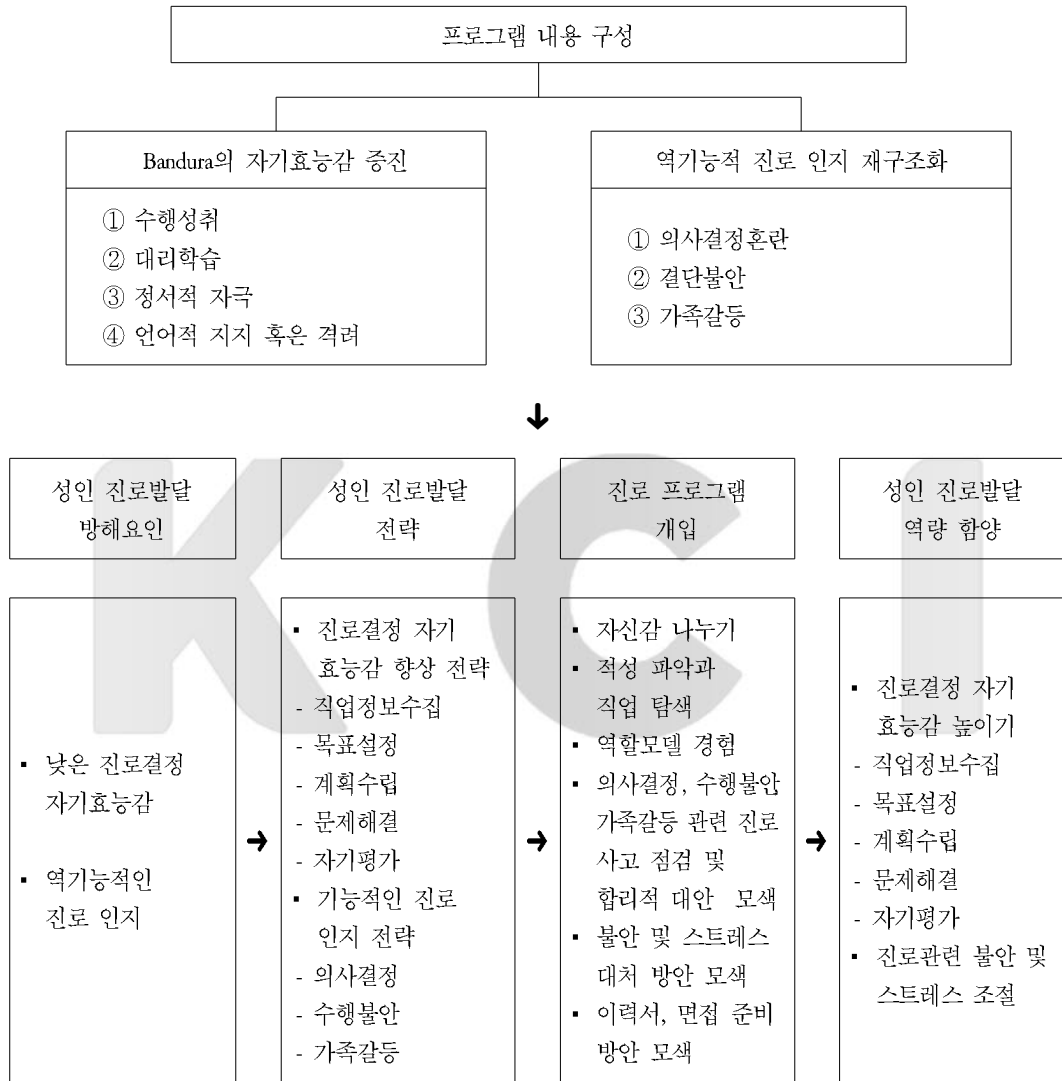 프로그램 내용 구성
Bandura의 자기효능감 증진
① 수행성취
② 대리학습
③ 정서적 자극
④ 언어적 지지 혹은 격려
역기능적 진로 인지 재구조화
① 의사결정혼란
② 결단불안
③ 가족갈등
성인 진로발달
방해요인
성인 진로발달
전략
진로 프로그램
개입
성인 진로발달
역량 함양
▪ 낮은 진로결정
자기효능감
▪ 역기능적인
진로 인지
▪ 진로결정 자기
효능감 향상 전략
- 직업정보수집
- 목표설정
- 계획수립
- 문제해결
- 자기평가
▪ 기능적인 진로
인지 전략
- 의사결정
- 수행불안
- 가족갈등
▪ 자신감 나누기
▪ 적성 파악과
직업 탐색
▪ 역할모델 경험
▪ 의사결정, 수행불안,
가족갈등 관련 진로
사고 점검 및
합리적 대안 모색
▪ 불안 및 스트레스
대처 방안 모색
▪ 이력서, 면접 준비
방안 모색
▪ 진로결정 자기
효능감 높이기
- 직업정보수집
- 목표설정
- 계획수립
- 문제해결
- 자기평가
▪ 진로관련 불안 및
스트레스 조절
KCI